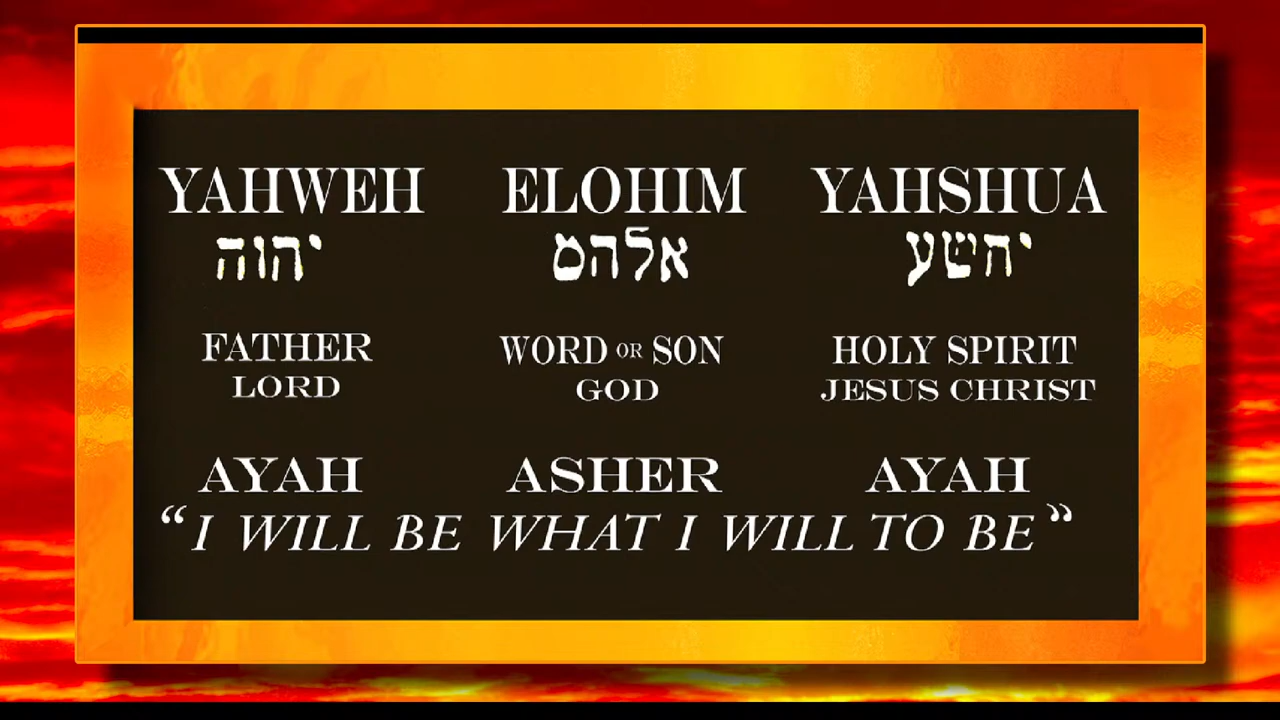 YAHWEH ELOHIM YAHSHUA
יהוה אלהם יהשע
FATHER WORD OR SON HOLY SPIRIT
LORD GOD JESUS CHRIST
AYAH ASHER AYAH
“I WILL BE WHAT I WILL TO BE”